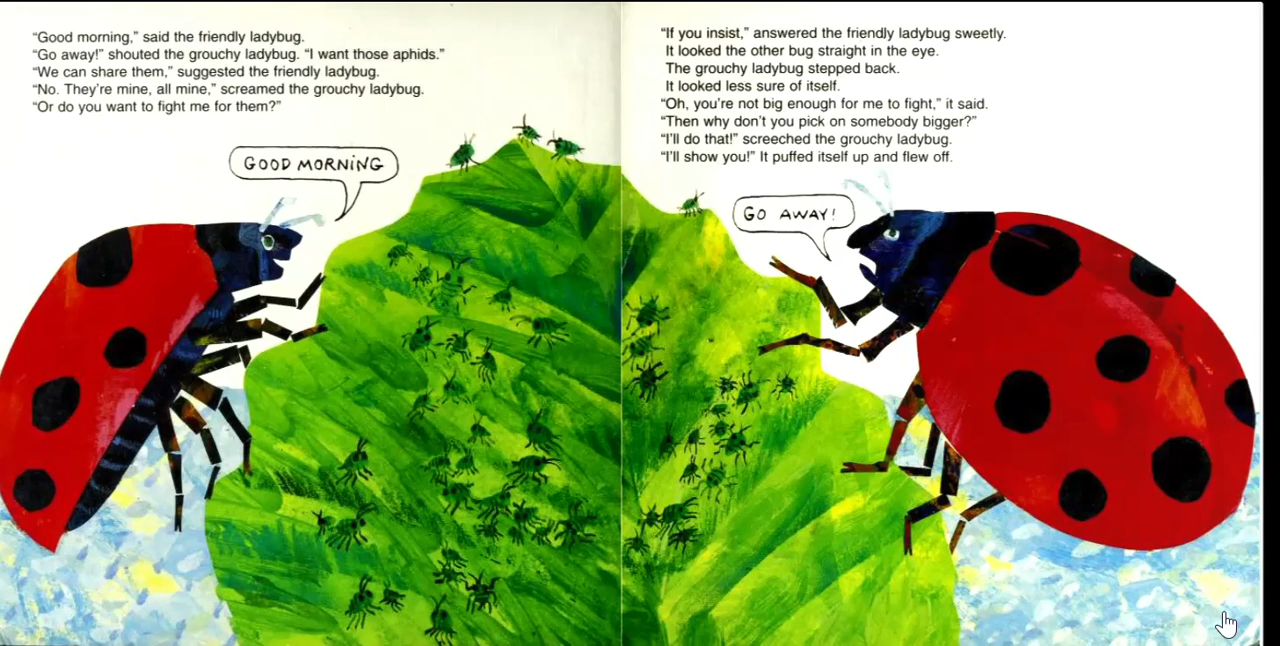 “Good morning,” said the friendly ladybug.
“Go away!” shouted the grouchy ladybug. “I want those aphids.”
“We can share them,” suggested the friendly ladybug.
“No. They’re mine, all mine,” screamed the grouchy ladybug.
“Or do you want to fight me for them?”
GOOD MORNING
“If you insist,” answered the friendly ladybug sweetly.
It looked the other bug straight in the eye.
The grouchy ladybug stepped back.
It looked less sure of itself.
“Oh, you’re not big enough for me to fight,” it said.
“Then why don’t you pick on somebody bigger?”
“I’ll do that!” screeched the grouchy ladybug.
“I’ll show you!” It puffed itself up and flew off.
GO AWAY!